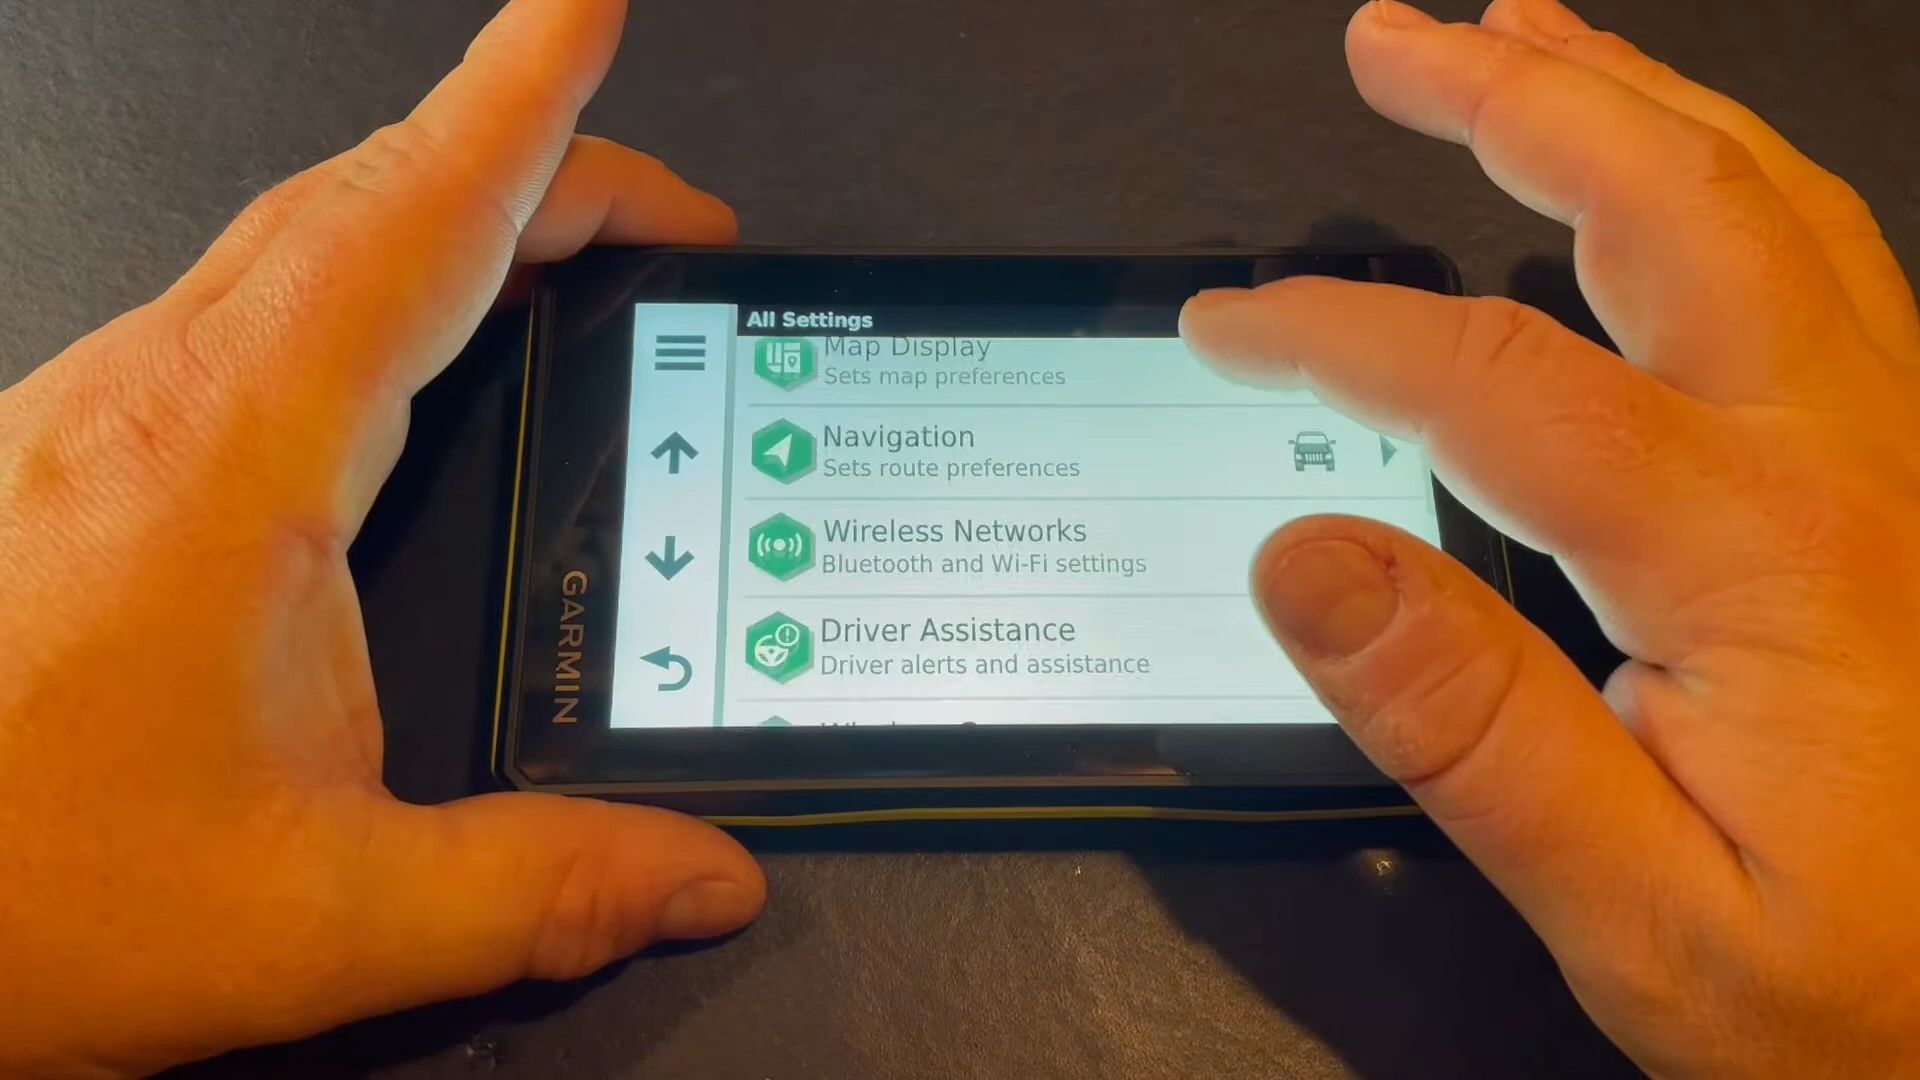 All Settings
Map Display
Sets map preferences
Navigation
Sets route preferences
Wireless Networks
Bluetooth and Wi-Fi settings
Driver Assistance
Driver alerts and assistance
GARMIN